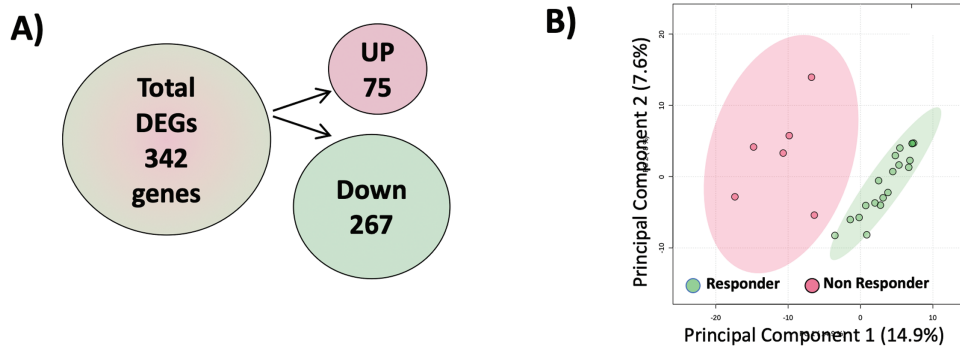 A)
Total
DEGs
342
genes
UP
75
Down
267
B)
Principal Component 2 (7.6%)
20
10
0
-10
Responder
Non Responder
-20
-10
0
10
Principal Component 1 (14.9%)